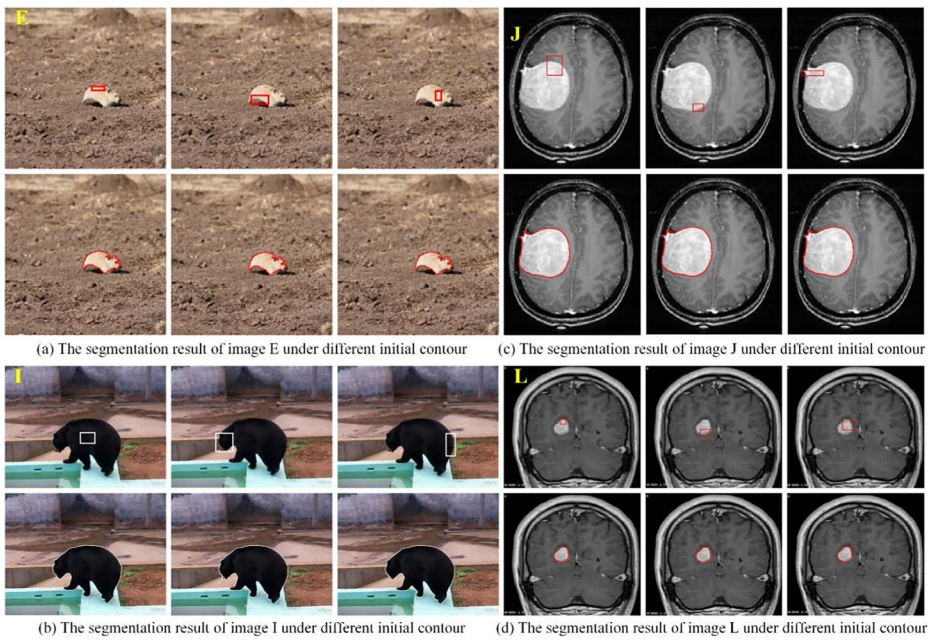 E
J
(a) The segmentation result of image E under different initial contour
(c) The segmentation result of image J under different initial contour
I
L
(b) The segmentation result of image I under different initial contour
(d) The segmentation result of image L under different initial contour